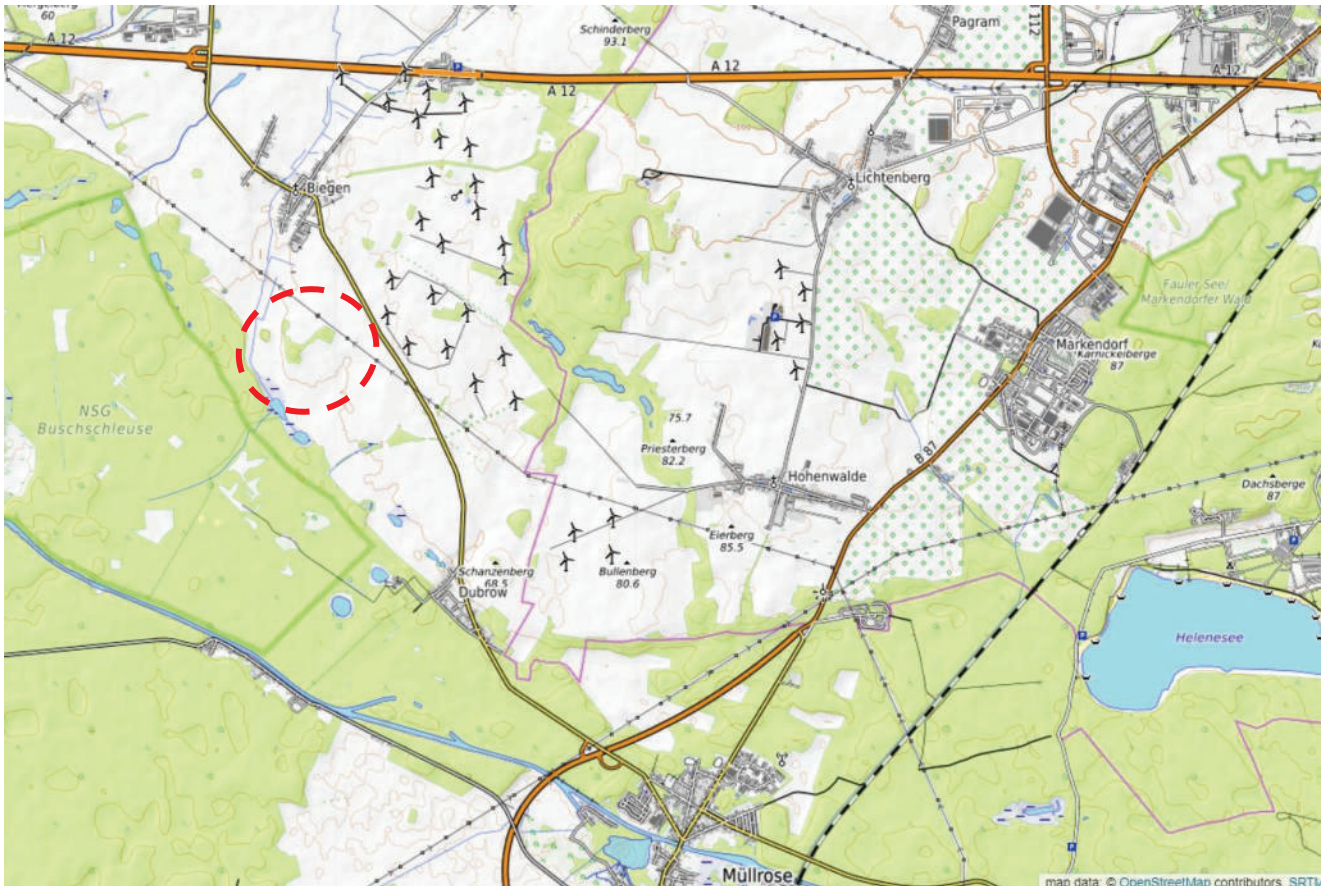 60
A 12
Schinderberg
93.1
Pagram
112
A 12
A 12
P
A 12
Biegen
Lichtenberg
Fauler See/
Markendorfer Wald
P
Markendorf
Karnickelberge
87
NSG
Buschschleuse
75.7
Priesterberg
82.2
B 87
Hohenwalde
Dachsberge
87
Eierberg
85.5
P
Schanzenberg
68.5
Dubrow
Bullenberg
80.6
P
Helenesee
P
P
Müllrose
map data: © OpenStreetMap contributors, SRTM